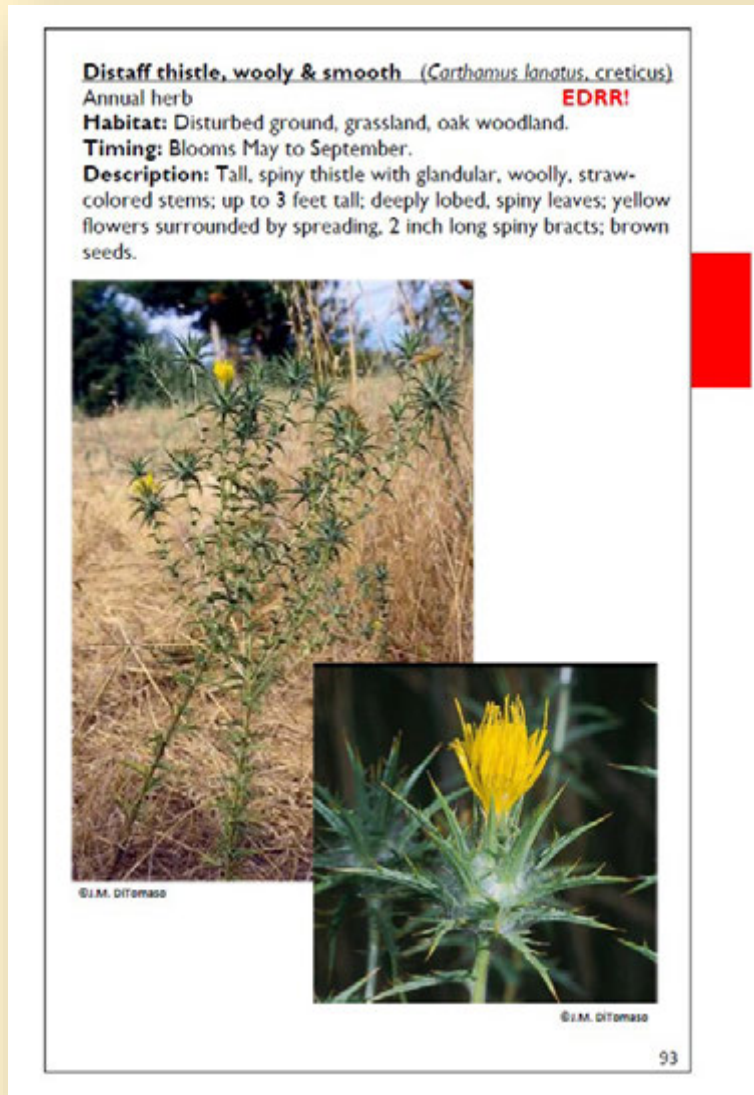 Distaff thistle, wooly & smooth (Carthamus lanatus, creticus)
Annual herb EDRR!
Habitat: Disturbed ground, grassland, oak woodland.
Timing: Blooms May to September.
Description: Tall, spiny thistle with glandular, woolly, straw-
colored stems; up to 3 feet tall; deeply lobed, spiny leaves; yellow
flowers surrounded by spreading, 2 inch long spiny bracts; brown
seeds.
©J.M. DiTomaso
©J.M. DiTomaso
93